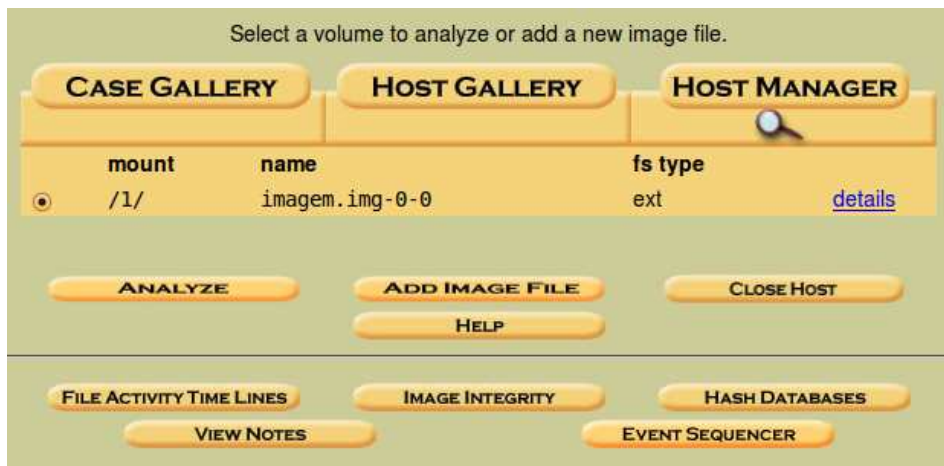 Select a volume to analyze or add a new image file.
CASE GALLERY HOST GALLERY HOST MANAGER
mount name fs type
/1/ imagem.img-0-0 ext details
ANALYZE ADD IMAGE FILE CLOSE HOST
HELP
FILE ACTIVITY TIME LINES IMAGE INTEGRITY HASH DATABASES
VIEW NOTES EVENT SEQUENCER